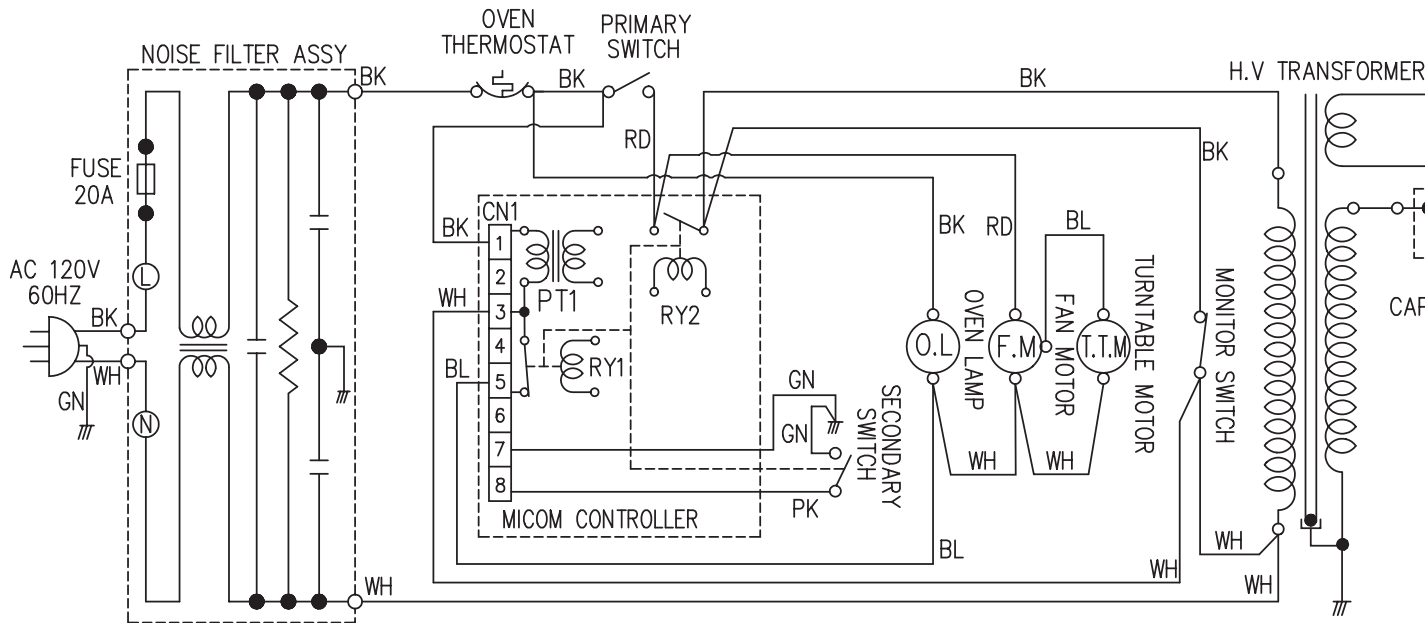 OVEN
THERMOSTAT
PRIMARY
SWITCH
NOISE FILTER ASSY
BK
BK
BK
H.V TRANSFORMER
RD
BK
FUSE
20A
CN1
BK
1
BK
RD
BL
AC 120V
60HZ
L
2
WH
PT1
3
RY2
BK
4
O.L
F.M
T.T.M
CAP
WH
BL
RY1
5
GN
GN
N
6
GN
7
8
OVEN LAMP
FAN MOTOR
TURNTABLE MOTOR
MONITOR SWITCH
SECONDARY
SWITCH
WH
WH
PK
MICOM CONTROLLER
BL
WH
WH
WH
WH